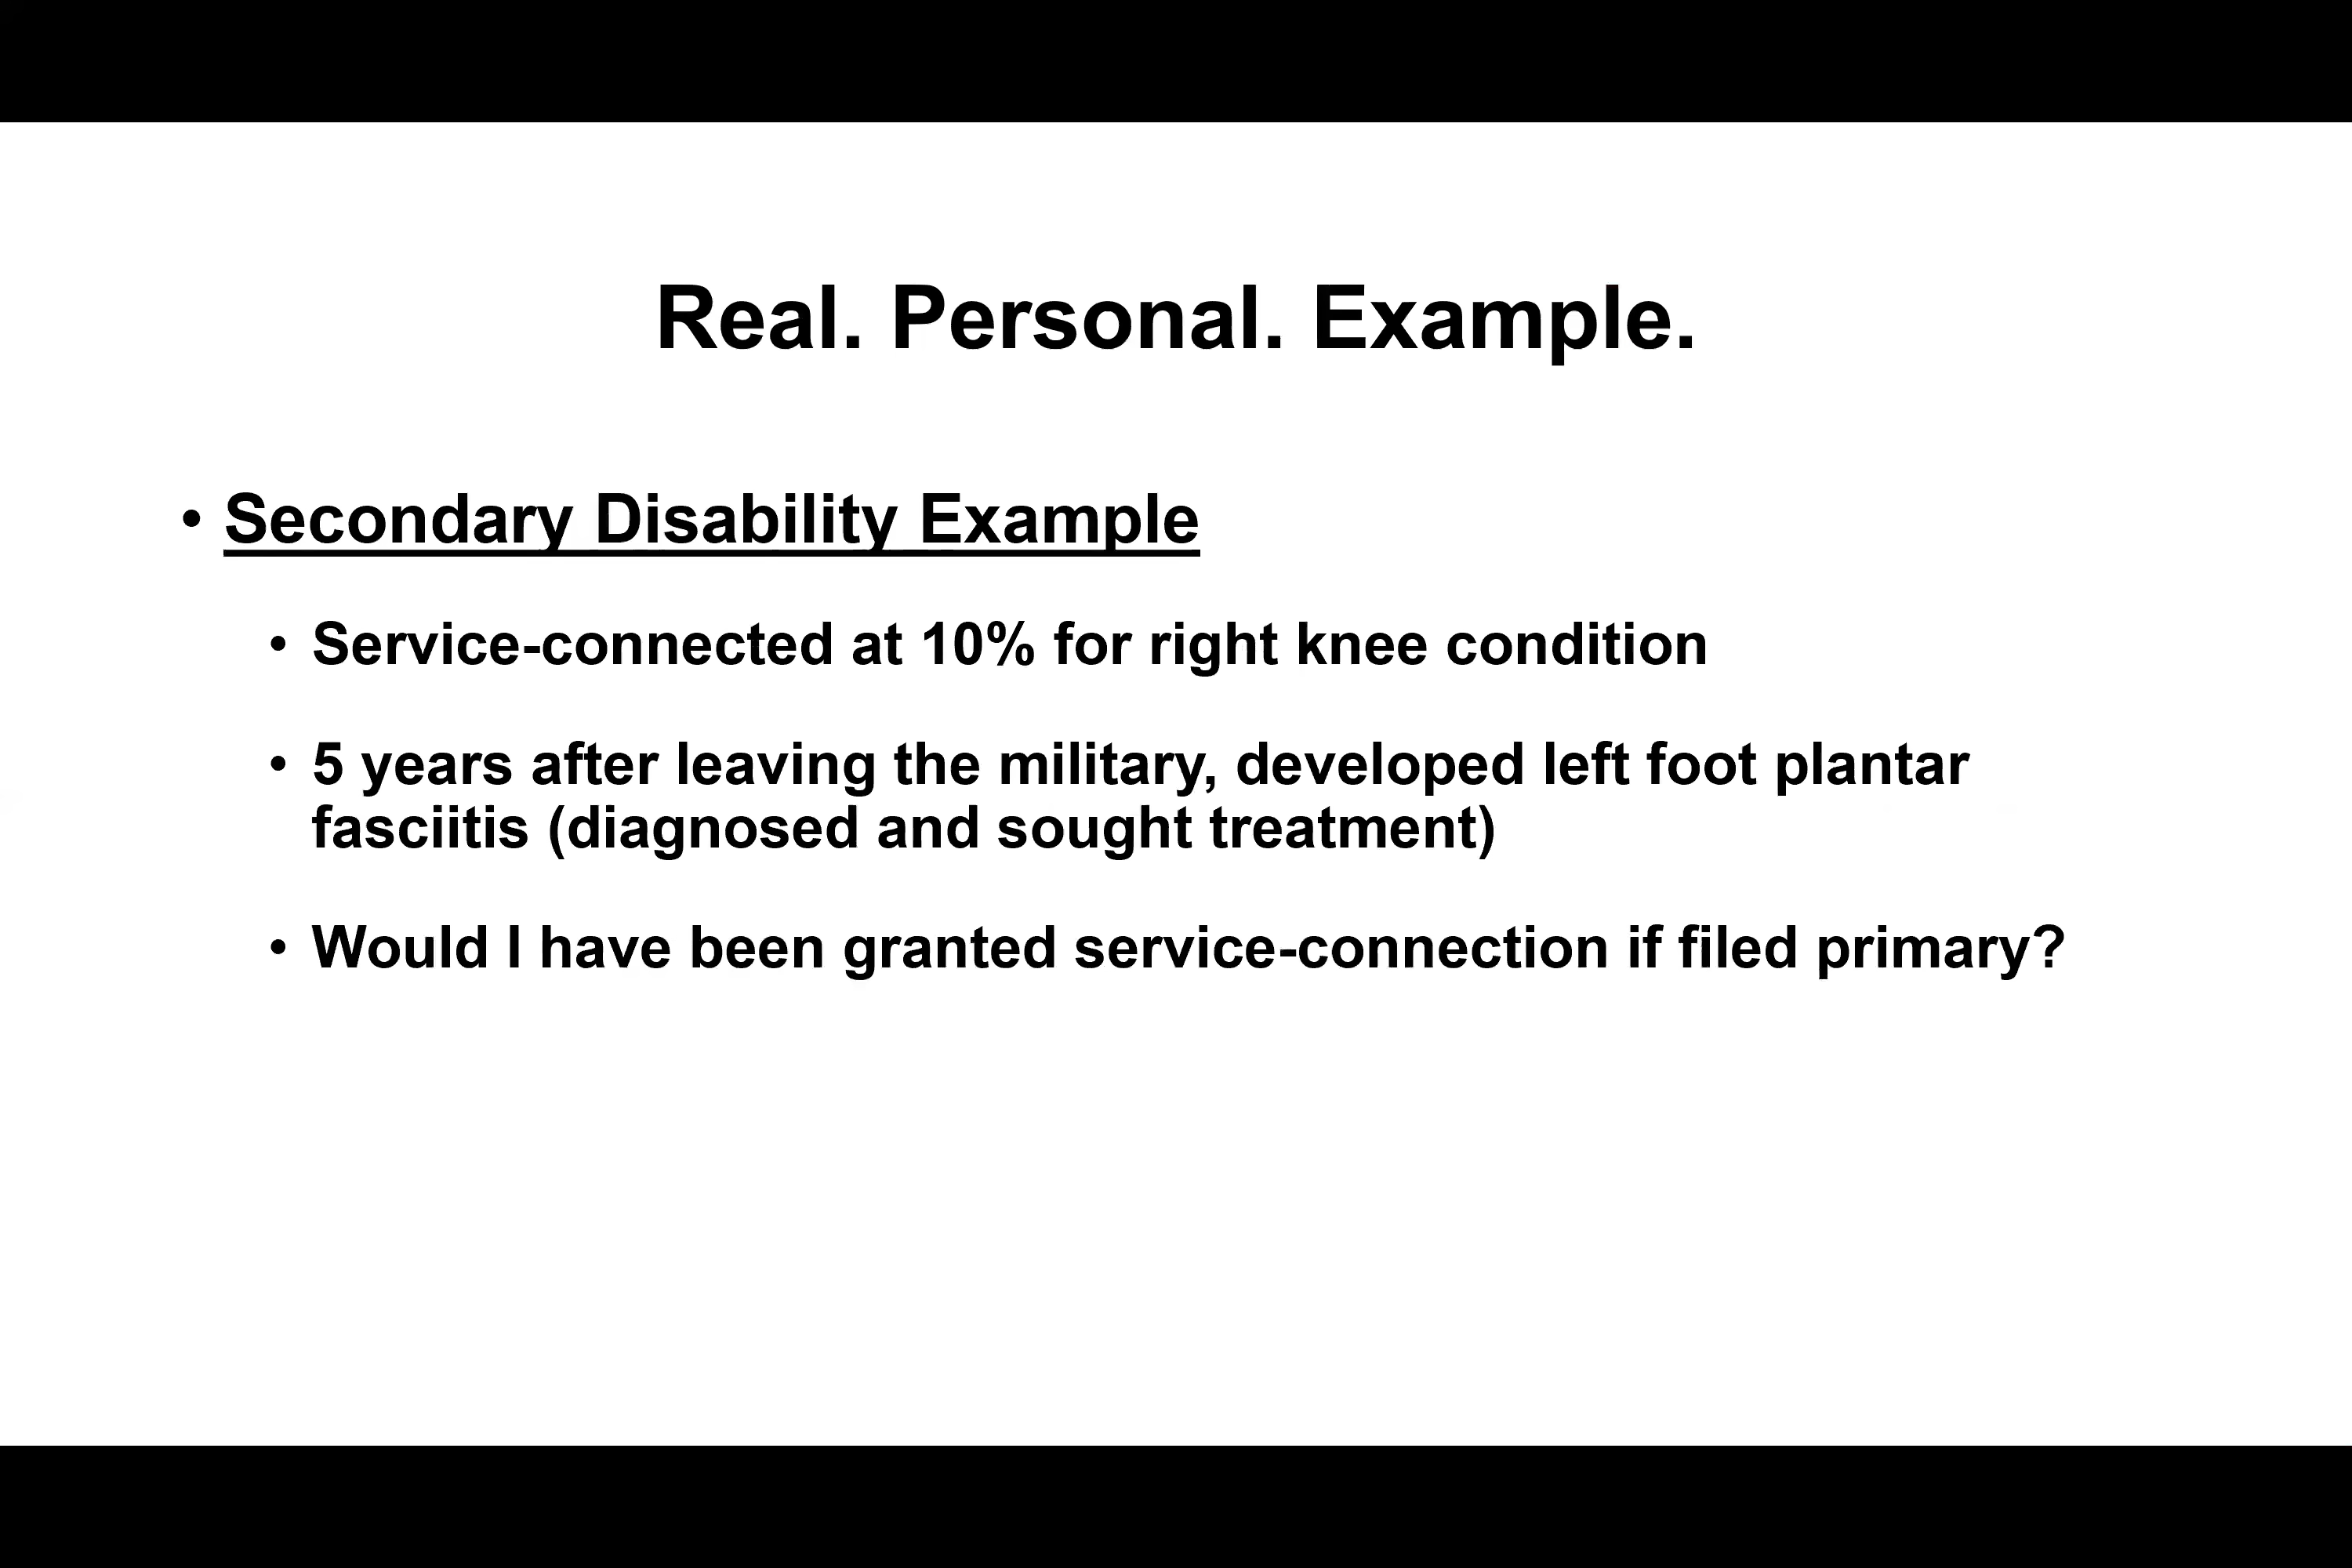 Real. Personal. Example.
• Secondary Disability Example
• Service-connected at 10% for right knee condition
• 5 years after leaving the military, developed left foot plantar
fasciitis (diagnosed and sought treatment)
• Would I have been granted service-connection if filed primary?